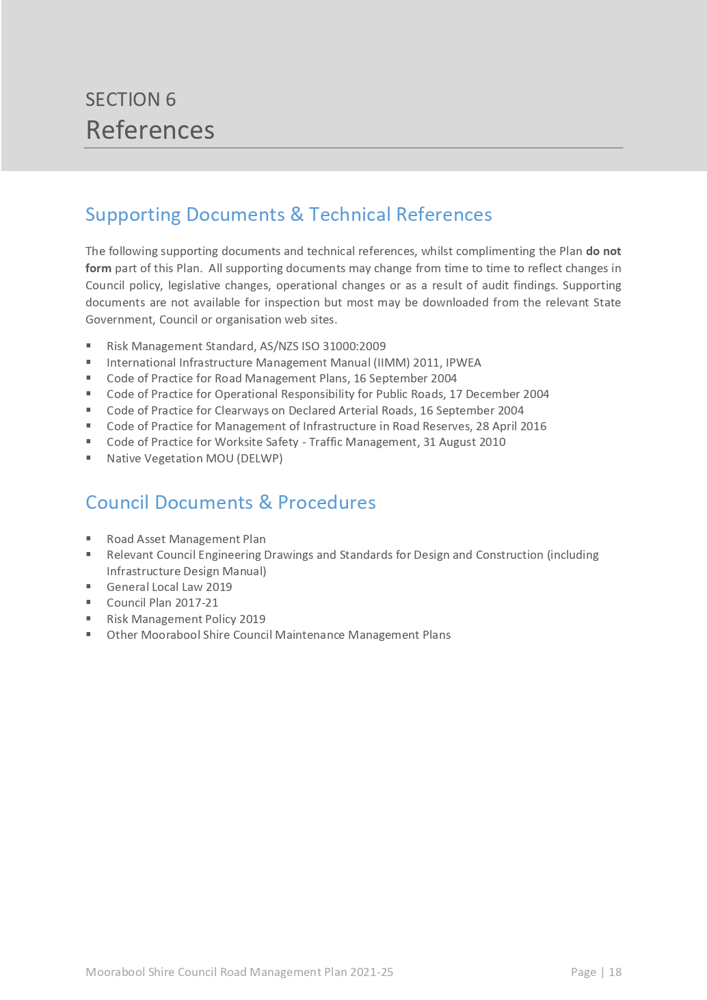 SECTION 6
References
Supporting Documents & Technical References
The following supporting documents and technical references, whilst complimenting the Plan do not
form part of this Plan.  All supporting documents may change from time to time to reflect changes in
Council policy, legislative changes, operational changes or as a result of audit findings. Supporting
documents are not available for inspection but most may be downloaded from the relevant State
Government, Council or organisation web sites.
▪ Risk Management Standard, AS/NZS ISO 31000:2009
▪ International Infrastructure Management Manual (IIMM) 2011, IPWEA
▪ Code of Practice for Road Management Plans, 16 September 2004
▪ Code of Practice for Operational Responsibility for Public Roads, 17 December 2004
▪ Code of Practice for Clearways on Declared Arterial Roads, 16 September 2004
▪ Code of Practice for Management of Infrastructure in Road Reserves, 28 April 2016
▪ Code of Practice for Worksite Safety - Traffic Management, 31 August 2010
▪ Native Vegetation MOU (DELWP)
Council Documents & Procedures
▪ Road Asset Management Plan
▪ Relevant Council Engineering Drawings and Standards for Design and Construction (including
Infrastructure Design Manual)
▪ General Local Law 2019
▪ Council Plan 2017-21
▪ Risk Management Policy 2019
▪ Other Moorabool Shire Council Maintenance Management Plans
Moorabool Shire Council Road Management Plan 2021-25 Page | 18